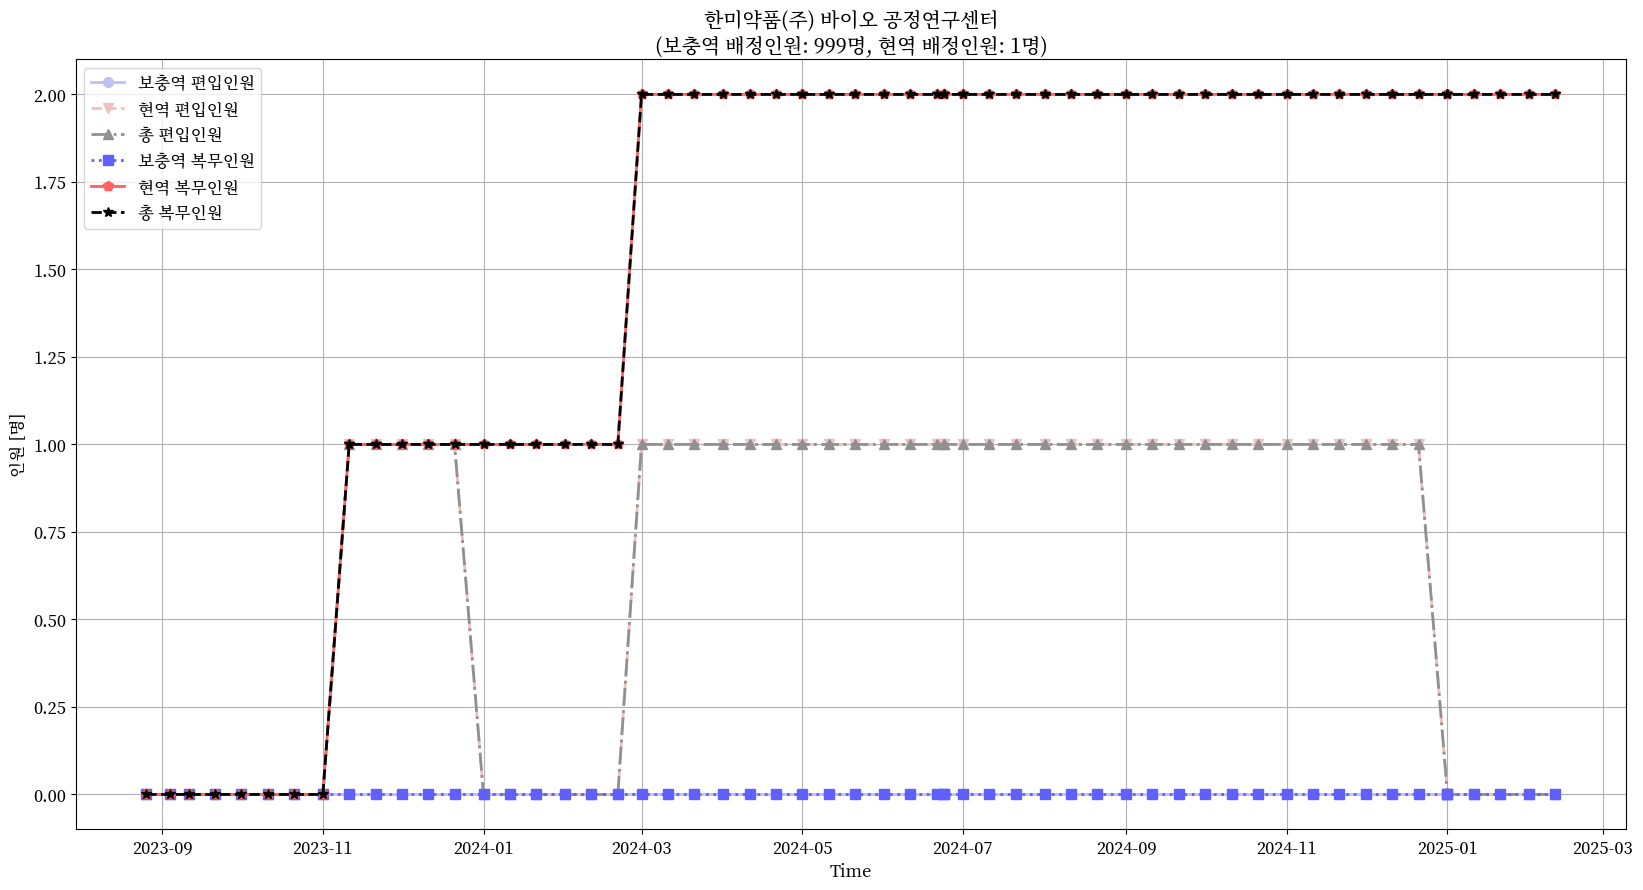 한미약품(주) 바이오 공정연구센터
(보충역 배정인원: 999명, 현역 배정인원: 1명)
보충역 편입인원
현역 편입인원
총 편입인원
보충역 복무인원
현역 복무인원
총 복무인원
인원 [명]
2.00
1.75
1.50
1.25
1.00
0.75
0.50
0.25
0.00
2023-09
2023-11
2024-01
2024-03
2024-05
2024-07
2024-09
2024-11
2025-01
2025-03
Time